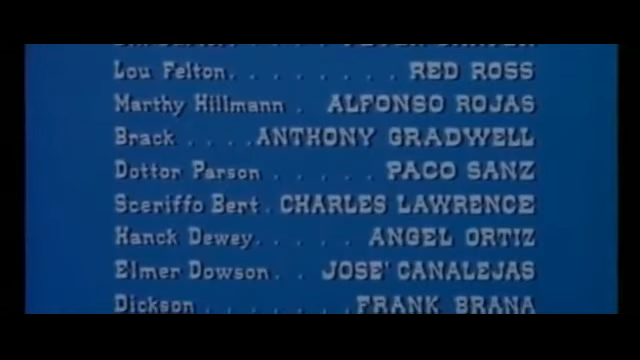 Lou Felton. . . . . . . . RED ROSS
Marthy Hillmann . ALFONSO ROJAS
Brack . . . .ANTHONY GRADWELL
Dottor Parson . . . . . PACO SANZ
Sceriffo Bert . CHARLES LAWRENCE
Hanck Dewey. . . . . ANGEL ORTIZ
Elmer Dowson . . JOSE' CANALEJAS
Dickson . . . . . . . FRANK BRANA